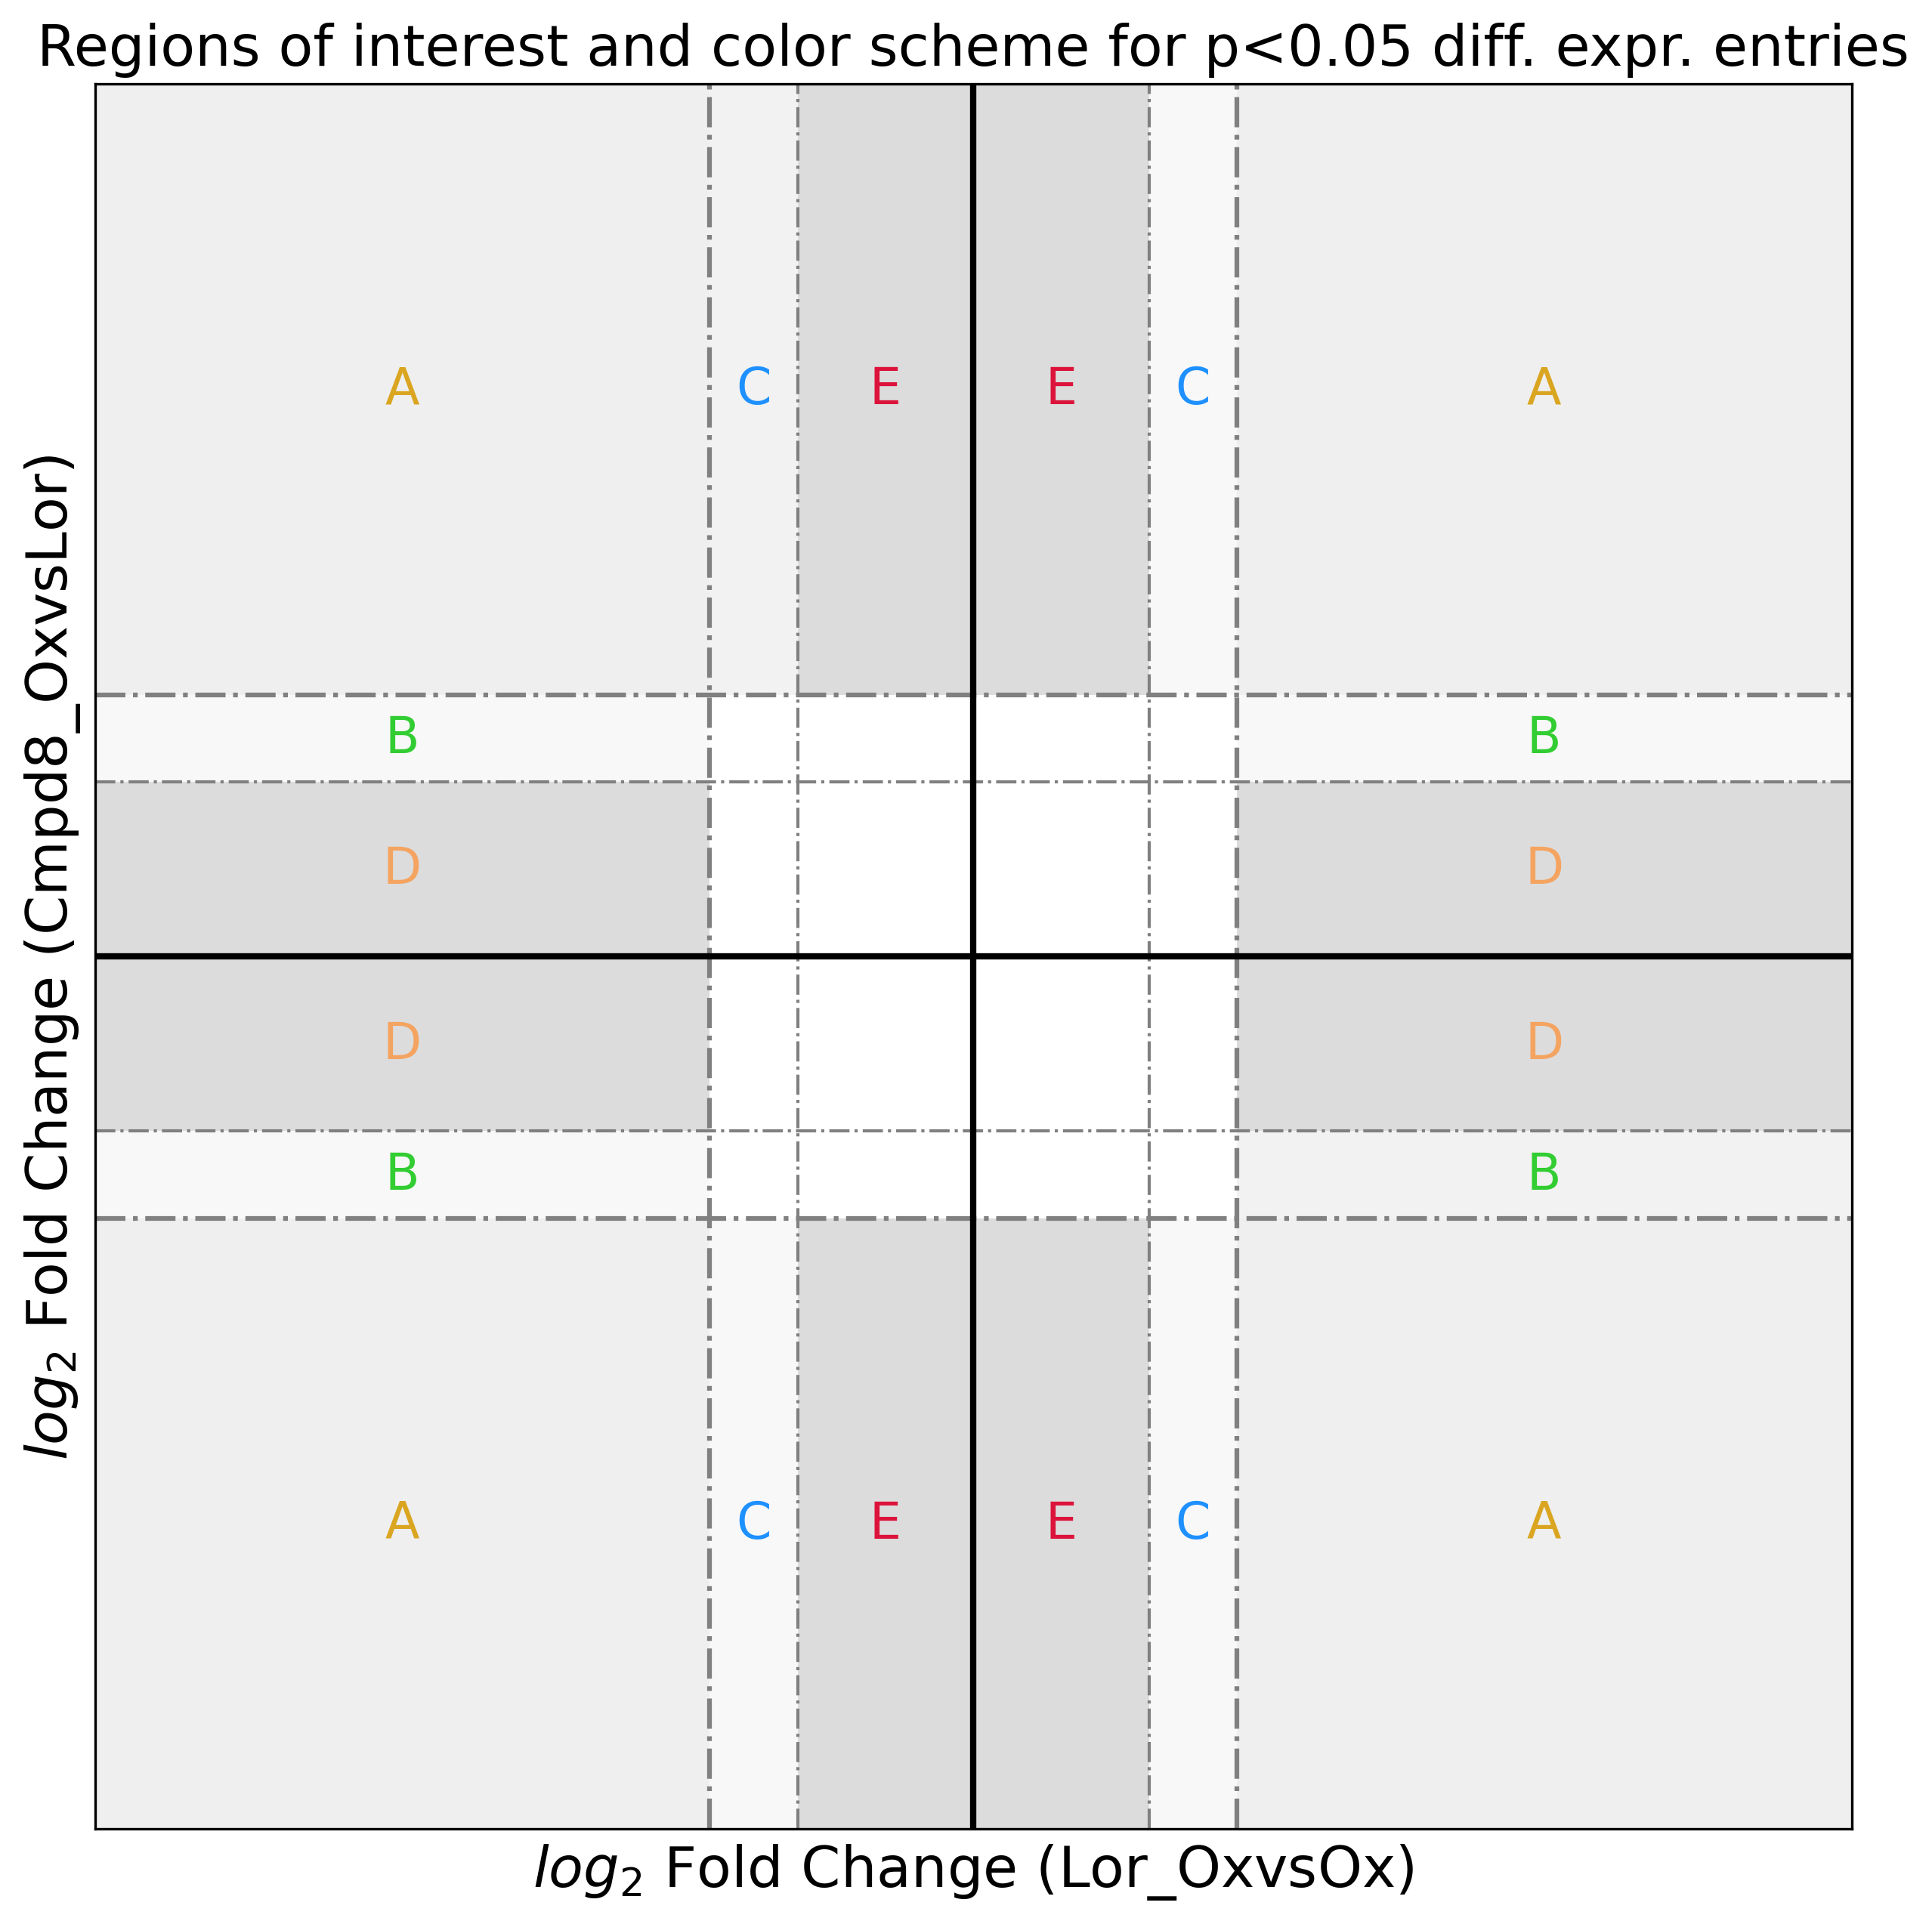 Regions of interest and color scheme for p<0.05 diff. expr. entries
A C E E C A
B B
D D
D D
B B
A C E E C A
log₂ Fold Change (Cmpd8_OxvsLor)
log₂ Fold Change (Lor_OxvsOx)